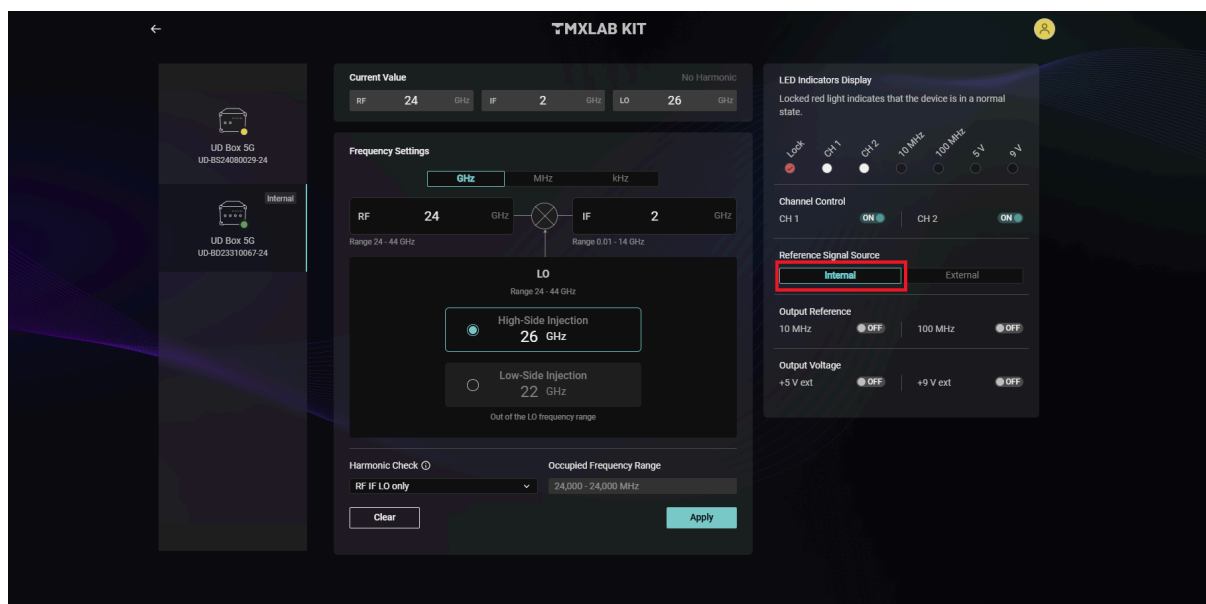 TMXLAB KIT
UD Box 5G
UD-BS24080029-24
Internal
UD Box 5G
UD-BD23310067-24
Current Value
No Harmonic
RF 24 GHz IF 2 GHz LO 26 GHz
Frequency Settings
GHz MHz kHz
RF 24 GHz IF 2 GHz
Range 24 - 44 GHz Range 0.01 - 14 GHz
LO
Range 24 - 44 GHz
High-Side Injection
26 GHz
Low-Side Injection
22 GHz
Out of the LO frequency range
Harmonic Check Occupied Frequency Range
RF IF LO only 24,000 - 24,000 MHz
Clear Apply
LED Indicators Display
Locked red light indicates that the device is in a normal
state.
Lock CH 1 CH 2 10 MHz 100 MHz 5 V 9 V
Channel Control
CH 1 ON CH 2 ON
Reference Signal Source
Internal External
Output Reference
10 MHz OFF 100 MHz OFF
Output Voltage
+5 V ext OFF +9 V ext OFF